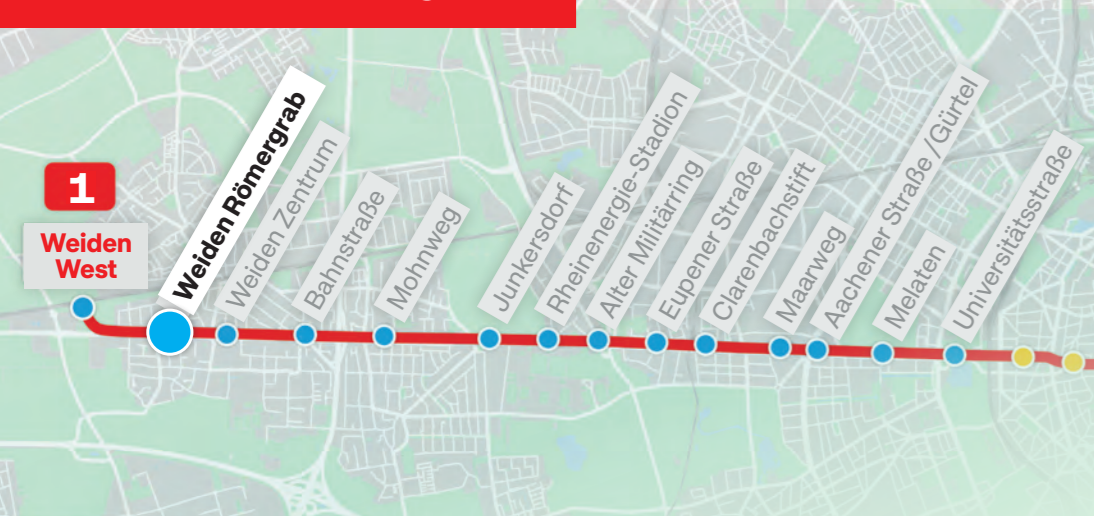 1
Weiden
West
Weiden Römergrab
Weiden Zentrum
Bahnstraße
Mohnweg
Junkersdorf
Rheinenergie-Stadion
Alter Militärring
Eupener Straße
Clarenbachstift
Maarweg
Aachener Straße /Gürtel
Melaten
Universitätsstraße